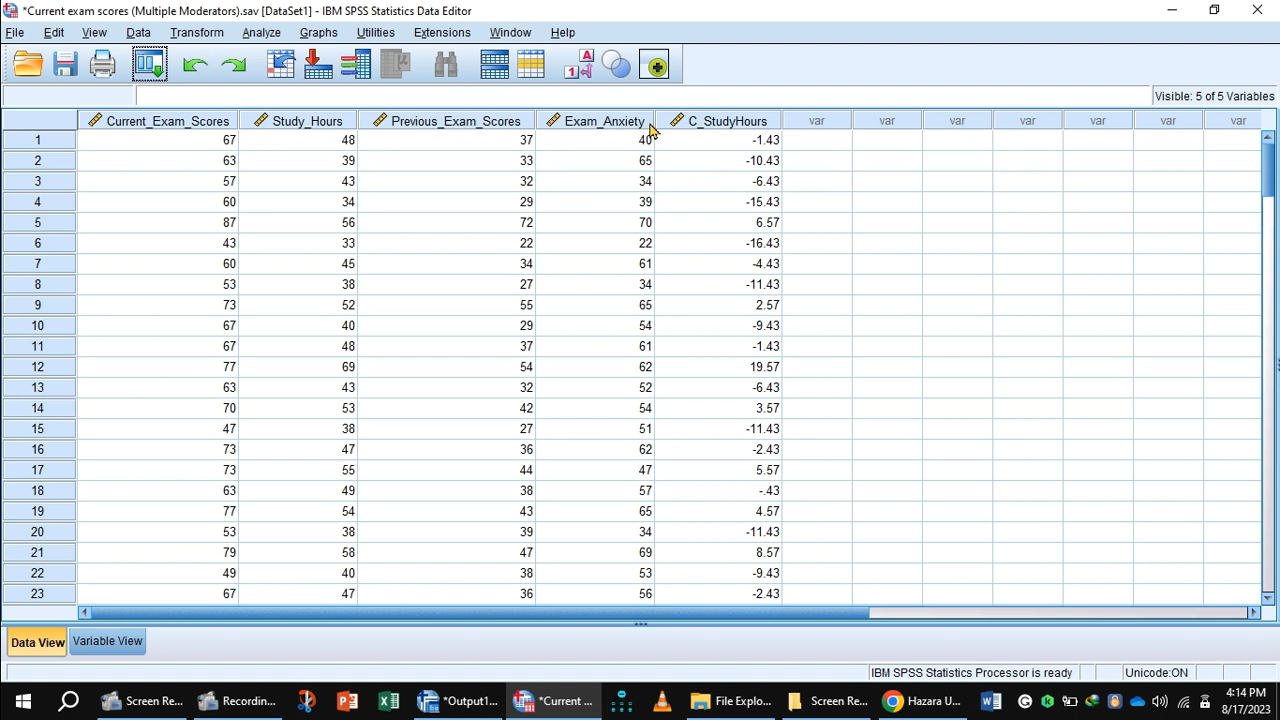 *Current exam scores (Multiple Moderators).sav [DataSet1] - IBM SPSS Statistics Data Editor
File Edit View Data Transform Analyze Graphs Utilities Extensions Window Help
Visible: 5 of 5 Variables
Current_Exam_Scores Study_Hours Previous_Exam_Scores Exam_Anxiety C_StudyHours var var var var var var var
1 67 48 37 40 -1.43
2 63 39 33 65 -10.43
3 57 43 32 34 -6.43
4 60 34 29 39 -15.43
5 87 56 72 70 6.57
6 43 33 22 22 -16.43
7 60 45 34 61 -4.43
8 53 38 27 34 -11.43
9 73 52 55 65 2.57
10 67 40 29 54 -9.43
11 67 48 37 61 -1.43
12 77 69 54 62 19.57
13 63 43 32 52 -6.43
14 70 53 42 54 3.57
15 47 38 27 51 -11.43
16 73 47 36 62 -2.43
17 73 55 44 47 5.57
18 63 49 38 57 -.43
19 77 54 43 65 4.57
20 53 38 39 34 -11.43
21 79 58 47 69 8.57
22 49 40 38 53 -9.43
23 67 47 36 56 -2.43
Data View Variable View
IBM SPSS Statistics Processor is ready Unicode:ON
Screen Re... Recordin... *Output1... *Current ... File Explo... Screen Re... Hazara U... 4:14 PM
8/17/2023